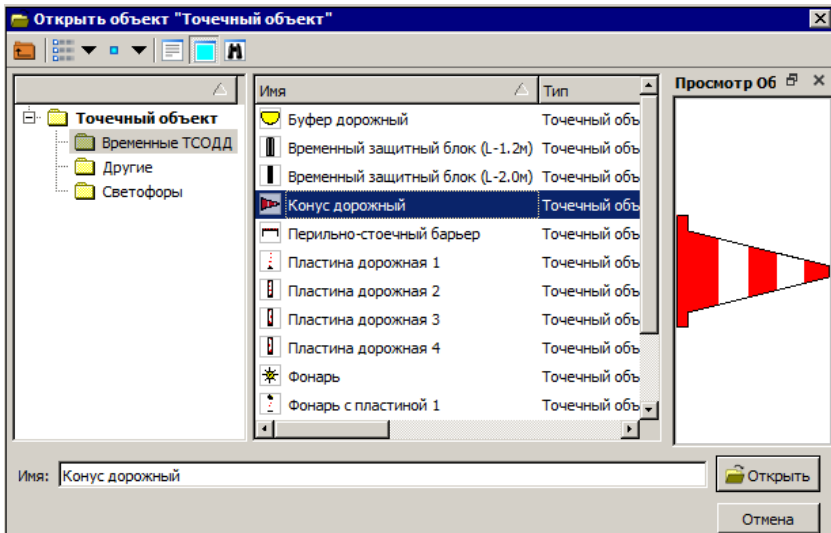 Открыть объект "Точечный объект"
Имя Тип
Просмотр Об
Точечный объект
Временные ТСОДД
Другие
Светофоры
Буфер дорожный Точечный объ
Временный защитный блок (L-1.2м) Точечный объ
Временный защитный блок (L-2.0м) Точечный объ
Конус дорожный Точечный объ
Перильно-стоечный барьер Точечный объ
Пластина дорожная 1 Точечный объ
Пластина дорожная 2 Точечный объ
Пластина дорожная 3 Точечный объ
Пластина дорожная 4 Точечный объ
Фонарь Точечный объ
Фонарь с пластиной 1 Точечный объ
Имя: Конус дорожный
Открыть
Отмена